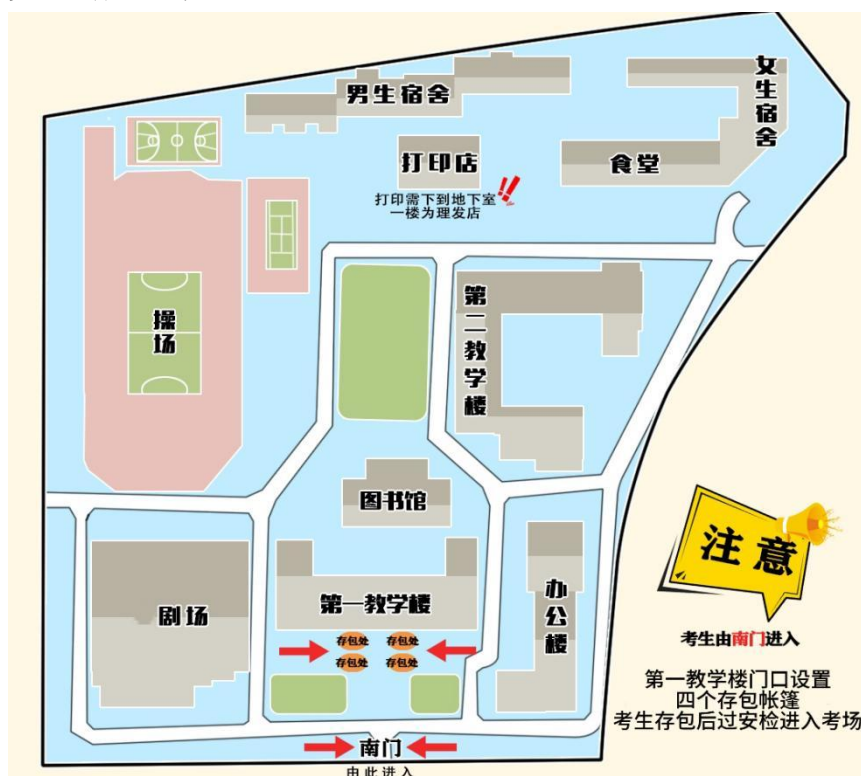 男生宿舍
女生宿舍
打印店
食堂
打印需下到地下室
一楼为理发店
操场
第二教学楼
图书馆
注意
剧场
第一教学楼
办公楼
存包处 存包处
存包处 存包处
考生由南门进入
第一教学楼门口设置
四个存包帐篷
考生存包后过安检进入考场
南门
由此进入